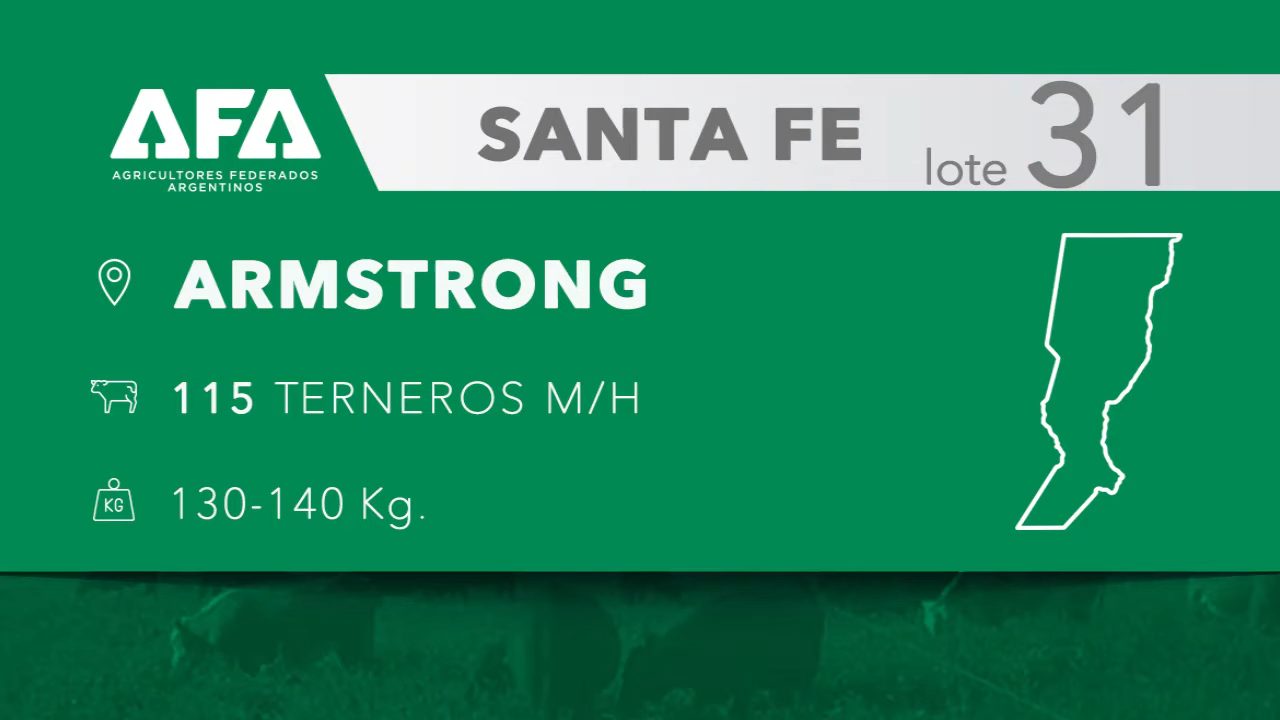 AFA
AGRICULTORES FEDERADOS
ARGENTINOS
SANTA FE
lote 31
ARMSTRONG
115 TERNEROS M/H
KG
130-140 Kg.